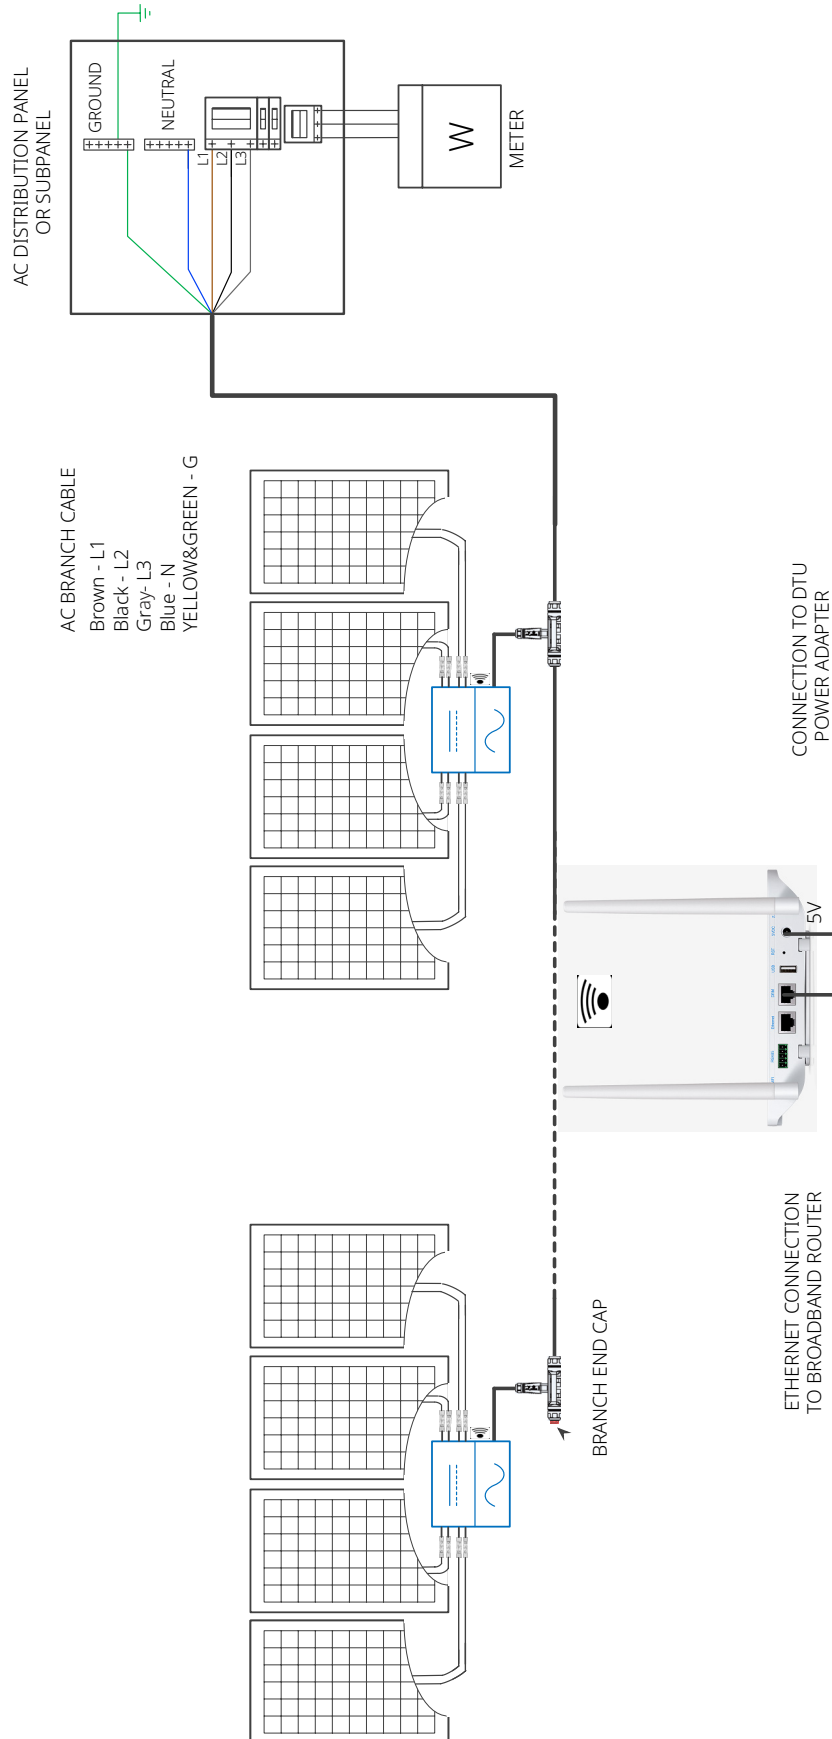 AC DISTRIBUTION PANEL
OR SUBPANEL
GROUND
NEUTRAL
L1
L2
L3
W
METER
AC BRANCH CABLE
Brown - L1
Black - L2
Gray- L3
Blue - N
YELLOW&GREEN - G
CONNECTION TO DTU
POWER ADAPTER
5V
ETHERNET CONNECTION
TO BROADBAND ROUTER
BRANCH END CAP